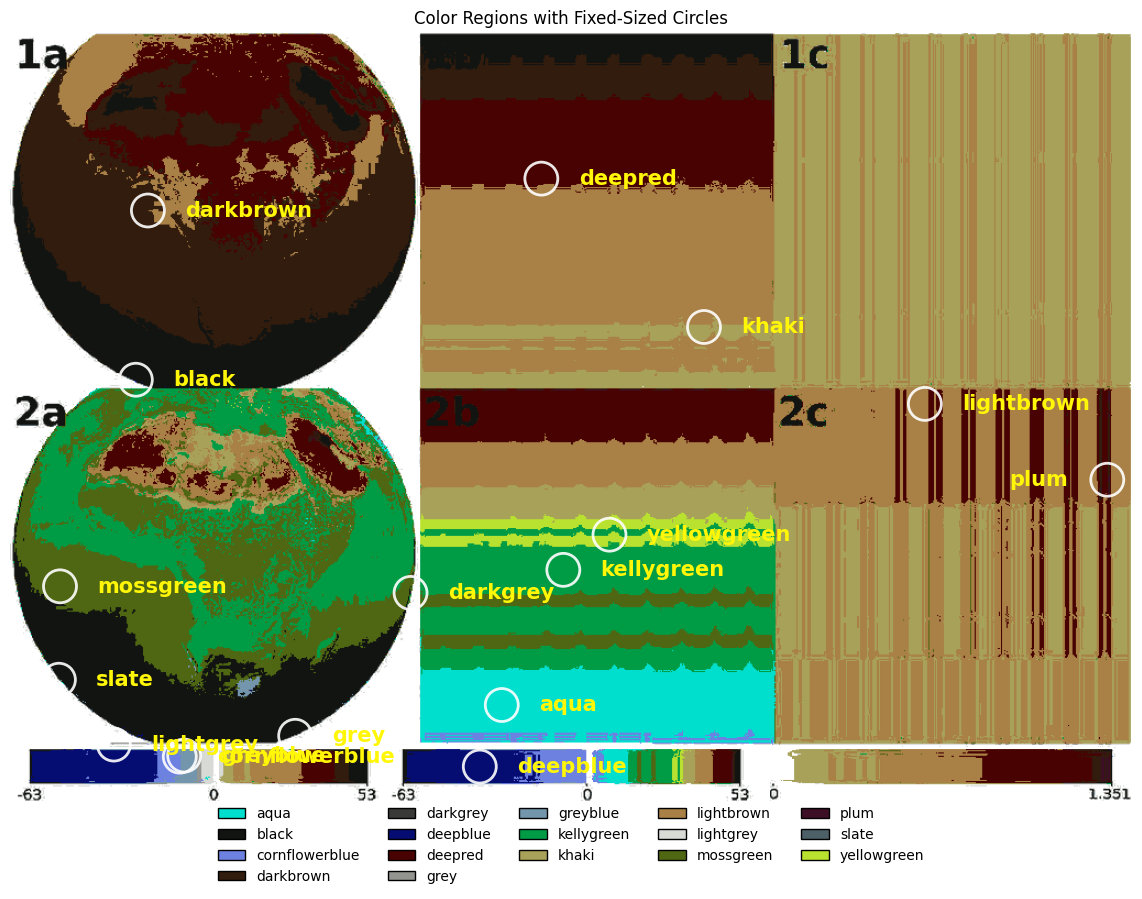 Color Regions with Fixed-Sized Circles
1a
1c
deepred
darkbrown
khaki
black
2a
2b
2c
lightbrown
plum
yellowgreen
kellygreen
mossgreen
darkgrey
slate
aqua
grey
lightgrey
greyblue
cornflowerblue
deepblue
-63 0 53 -63 0 53 0 1.351
aqua darkgrey greyblue lightbrown plum
black deepblue kellygreen lightgrey slate
cornflowerblue deepred khaki mossgreen yellowgreen
darkbrown grey